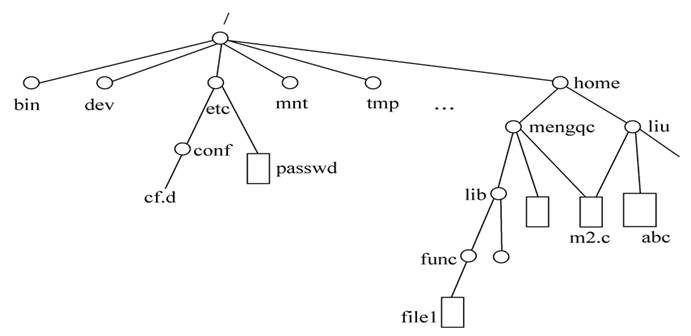 /
bin
dev
etc
mnt
tmp
...
home
conf
passwd
cf.d
mengqc
liu
lib
m2.c
abc
func
file1